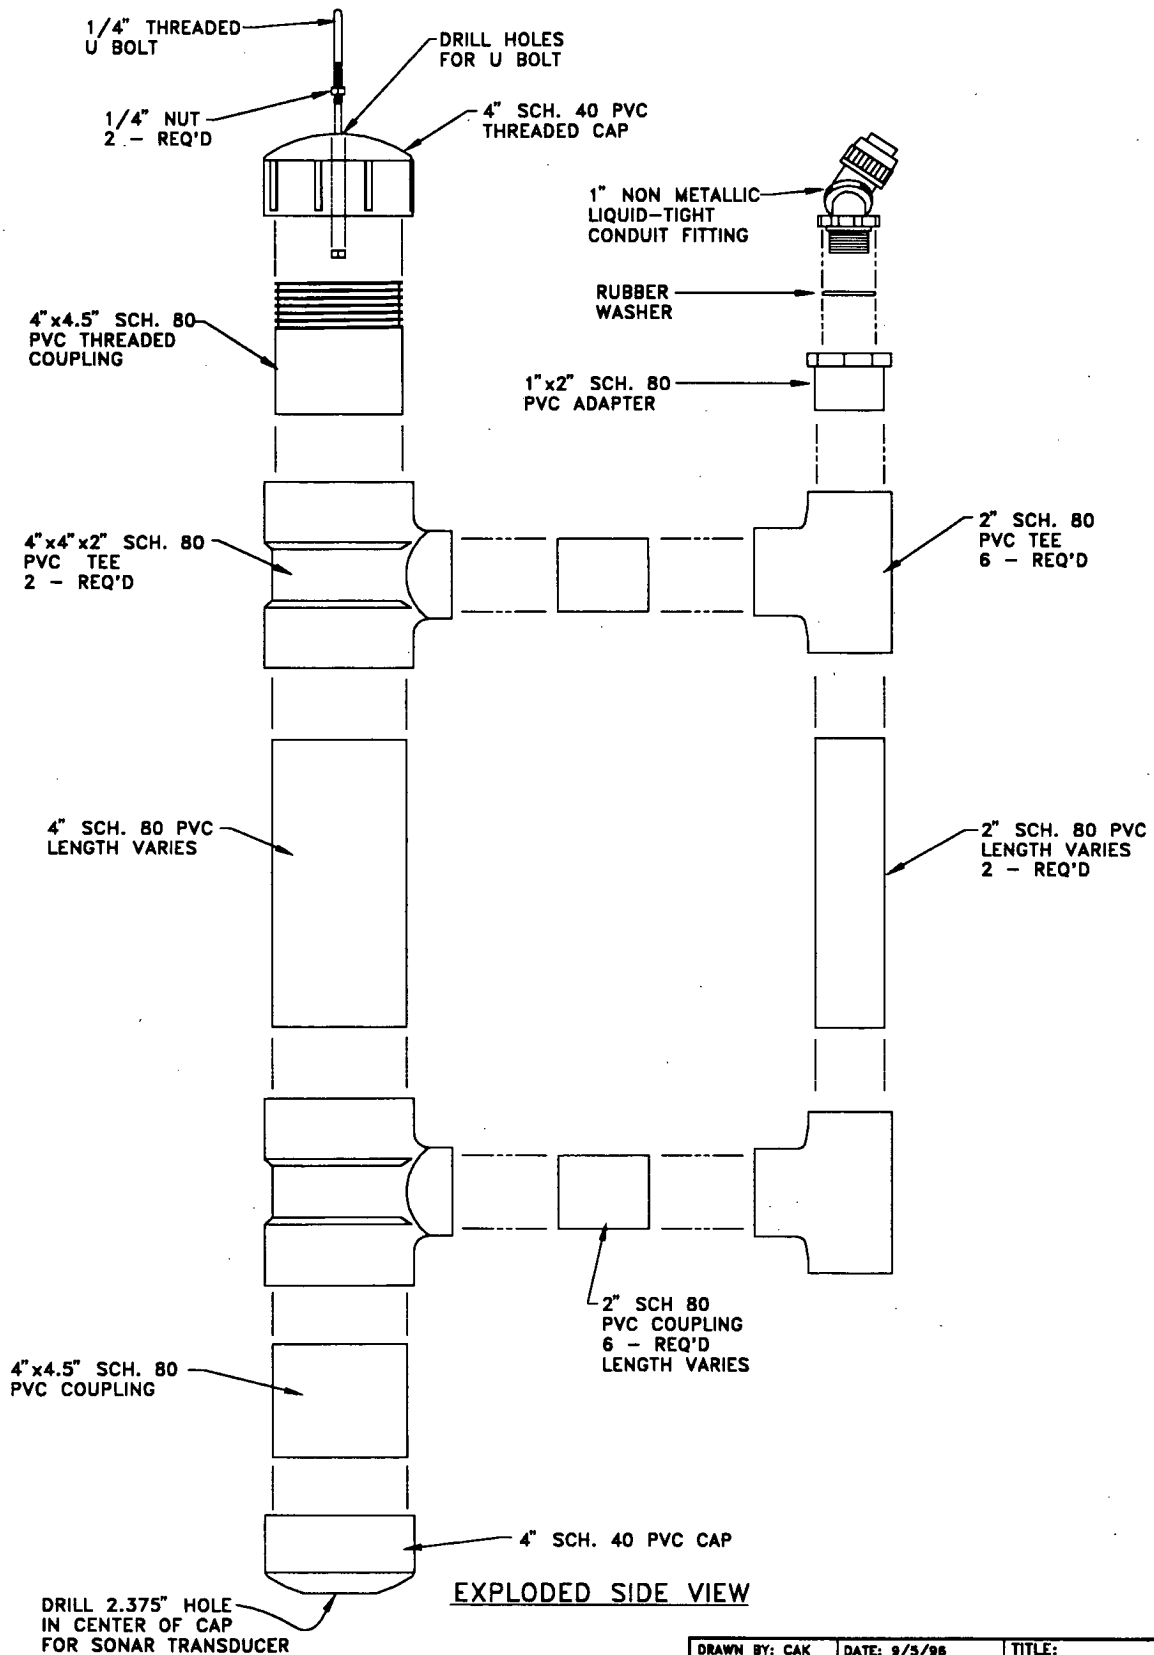 1/4" THREADED
U BOLT
DRILL HOLES
FOR U BOLT
1/4" NUT
2 - REQ'D
4" SCH. 40 PVC
THREADED CAP
1" NON METALLIC
LIQUID-TIGHT
CONDUIT FITTING
RUBBER
WASHER
4"x4.5" SCH. 80
PVC THREADED
COUPLING
1"x2" SCH. 80
PVC ADAPTER
4"x4"x2" SCH. 80
PVC TEE
2 - REQ'D
2" SCH. 80
PVC TEE
6 - REQ'D
4" SCH. 80 PVC
LENGTH VARIES
2" SCH. 80 PVC
LENGTH VARIES
2 - REQ'D
2" SCH 80
PVC COUPLING
6 - REQ'D
LENGTH VARIES
4"x4.5" SCH. 80
PVC COUPLING
4" SCH. 40 PVC CAP
EXPLODED SIDE VIEW
DRILL 2.375" HOLE
IN CENTER OF CAP
FOR SONAR TRANSDUCER
DRAWN BY: CAK DATE: 9/5/96 TITLE: